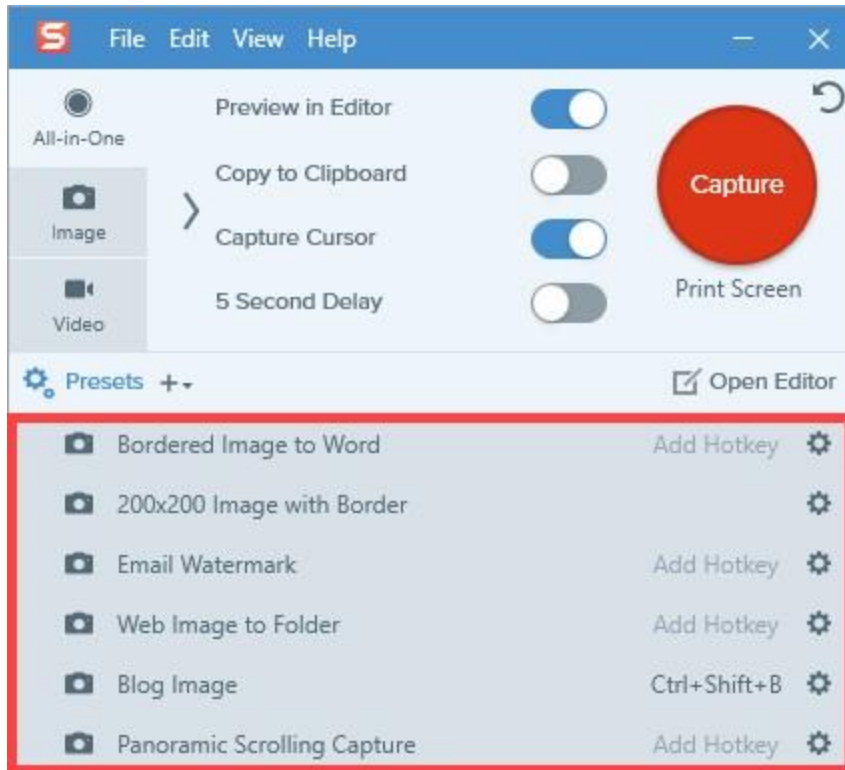 S File Edit View Help
All-in-One
Image
Video
Preview in Editor
Copy to Clipboard
Capture Cursor
5 Second Delay
Capture
Print Screen
Presets Open Editor
Bordered Image to Word Add Hotkey
200x200 Image with Border
Email Watermark Add Hotkey
Web Image to Folder Add Hotkey
Blog Image Ctrl+Shift+B
Panoramic Scrolling Capture Add Hotkey